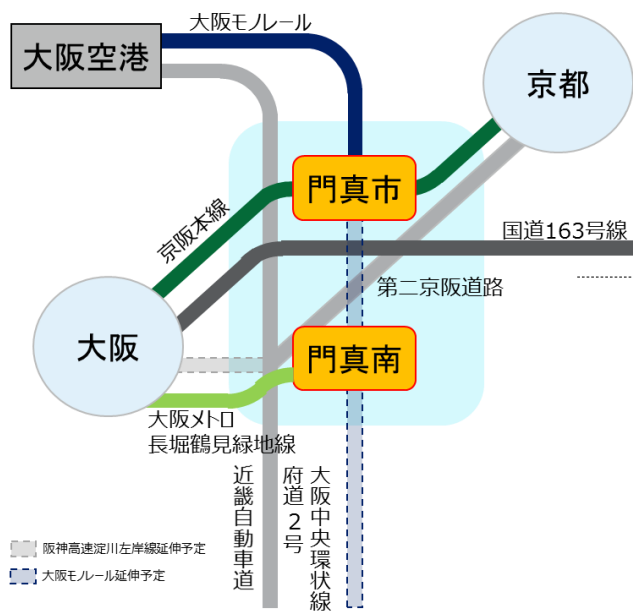 大阪モノレール
大阪空港
京都
門真市
京阪本線
国道163号線
第二京阪道路
大阪
門真南
大阪メトロ
長堀鶴見緑地線
近畿自動車道
府道2号
大阪中央環状線
阪神高速淀川左岸線延伸予定
大阪モノレール延伸予定